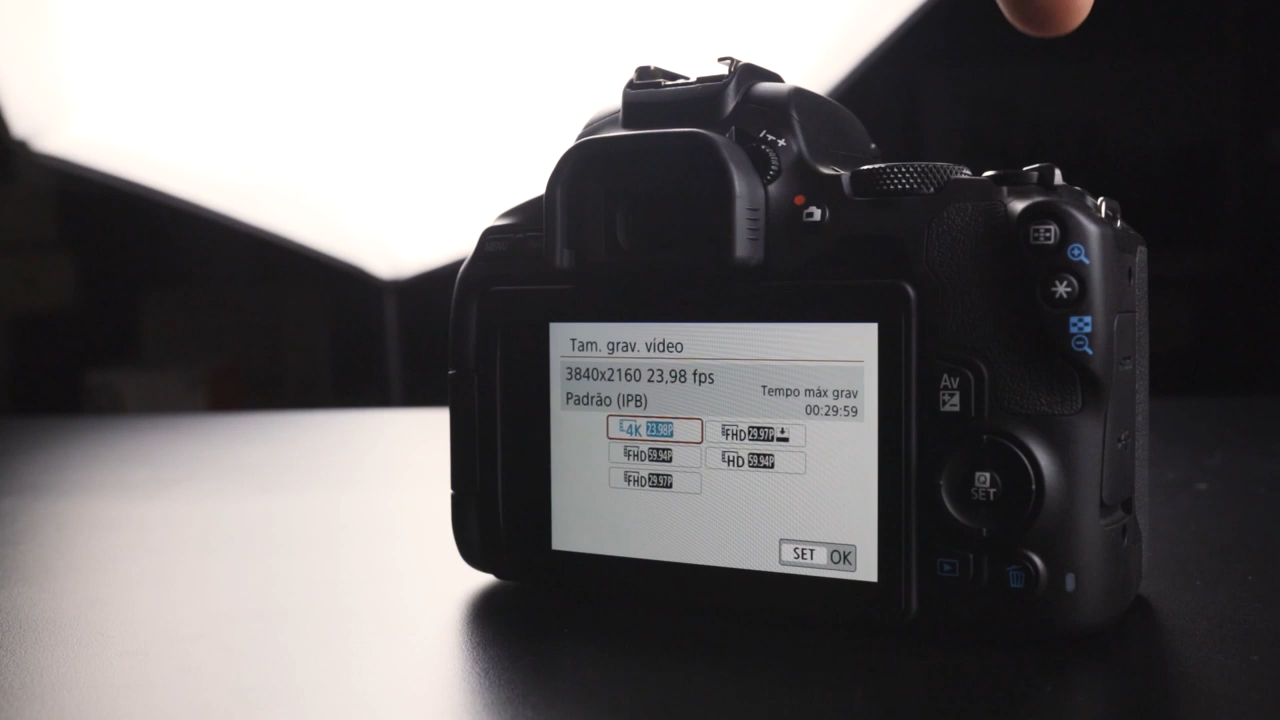 Tam. grav. vídeo
3840x2160 23,98 fps
Padrão (IPB)
Tempo máx grav
00:29:59
4K 23.98P
FHD 29.97P
FHD 59.94P
HD 59.94P
FHD 29.97P
SET OK
Av
Q
SET